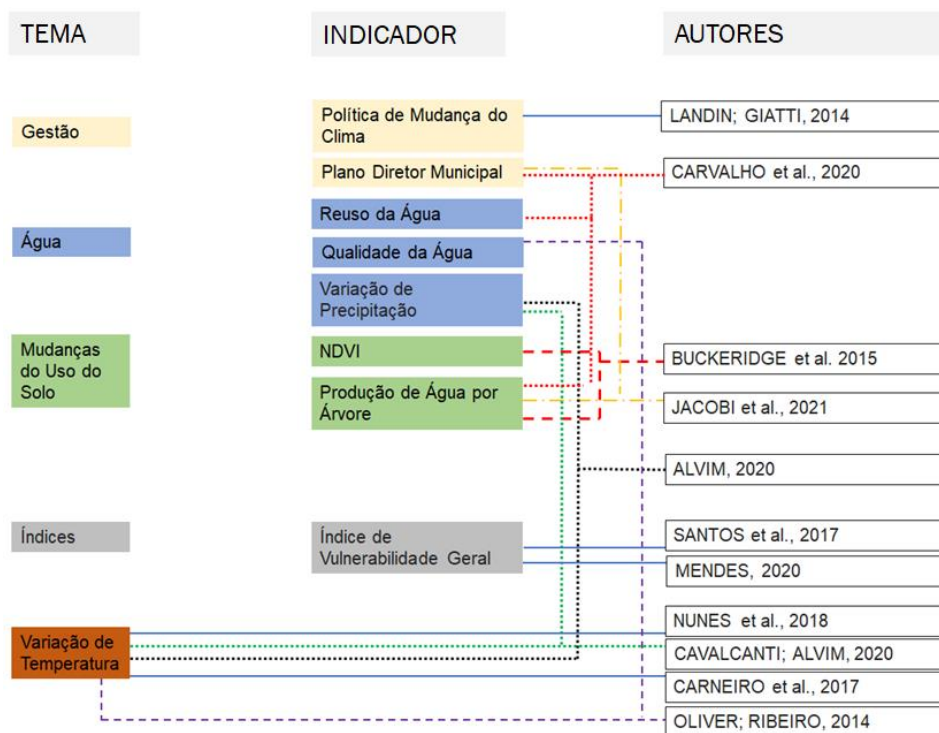 TEMA
INDICADOR
AUTORES
Gestão
Política de Mudança do
Clima
LANDIN; GIATTI, 2014
Plano Diretor Municipal
CARVALHO et al., 2020
Água
Reuso da Água
Qualidade da Água
Variação de
Precipitação
Mudanças
do Uso do
Solo
NDVI
BUCKERIDGE et al. 2015
Produção de Água por
Árvore
JACOBI et al., 2021
ALVIM, 2020
Índices
Índice de
Vulnerabilidade Geral
SANTOS et al., 2017
MENDES, 2020
Variação de
Temperatura
NUNES et al., 2018
CAVALCANTI; ALVIM, 2020
CARNEIRO et al., 2017
OLIVER; RIBEIRO, 2014